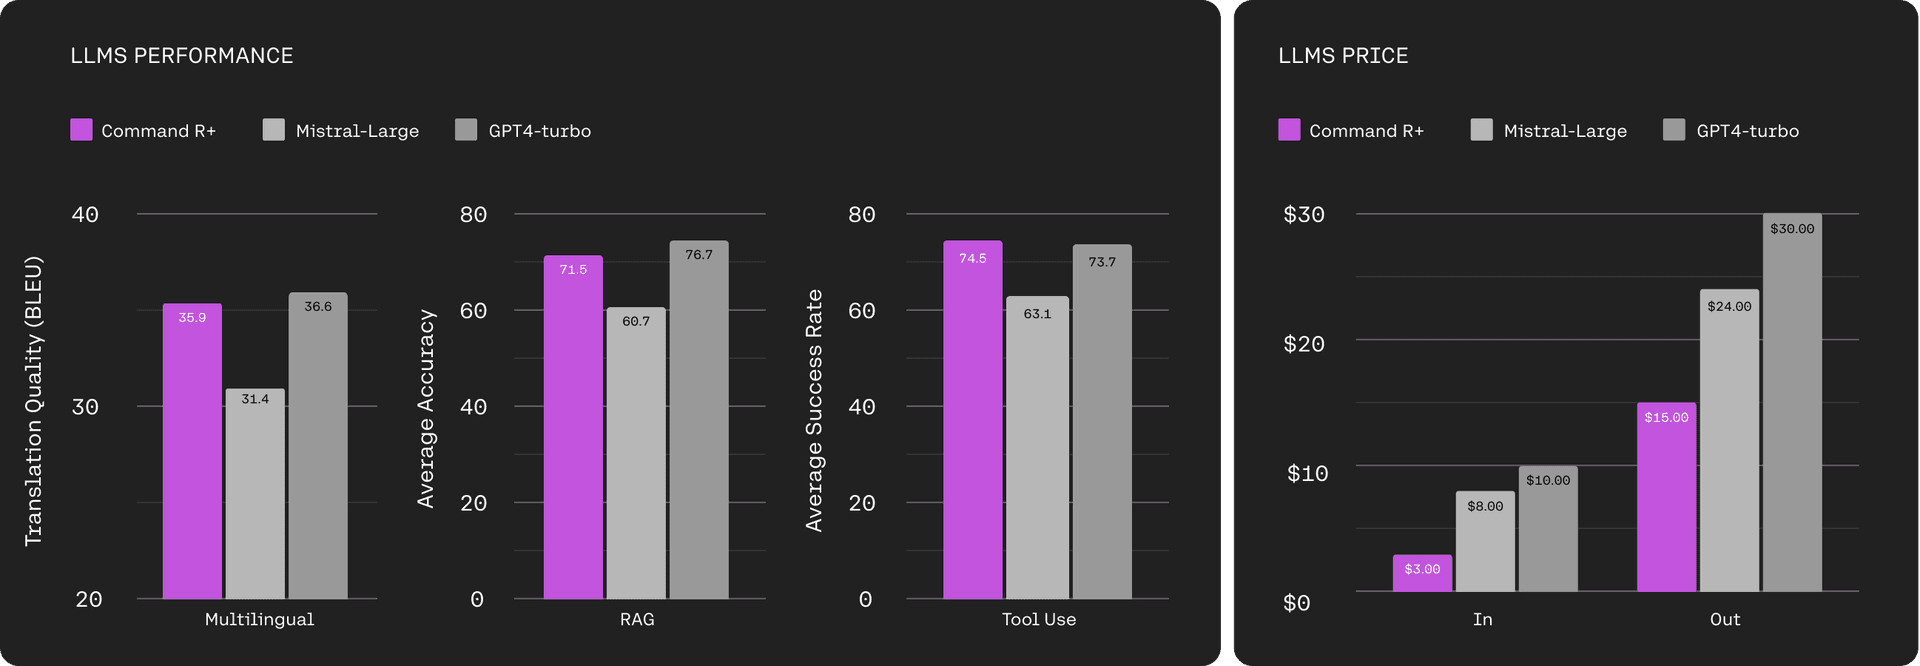 LLMS PERFORMANCE
Command R+
Mistral-Large
GPT4-turbo
Translation Quality (BLEU)
40
30
20
35.9
31.4
36.6
Multilingual
Average Accuracy
80
60
40
20
0
71.5
60.7
76.7
RAG
Average Success Rate
80
60
40
20
0
74.5
63.1
73.7
Tool Use
LLMS PRICE
Command R+
Mistral-Large
GPT4-turbo
$30
$20
$10
$0
$3.00
$8.00
$10.00
In
$15.00
$24.00
$30.00
Out